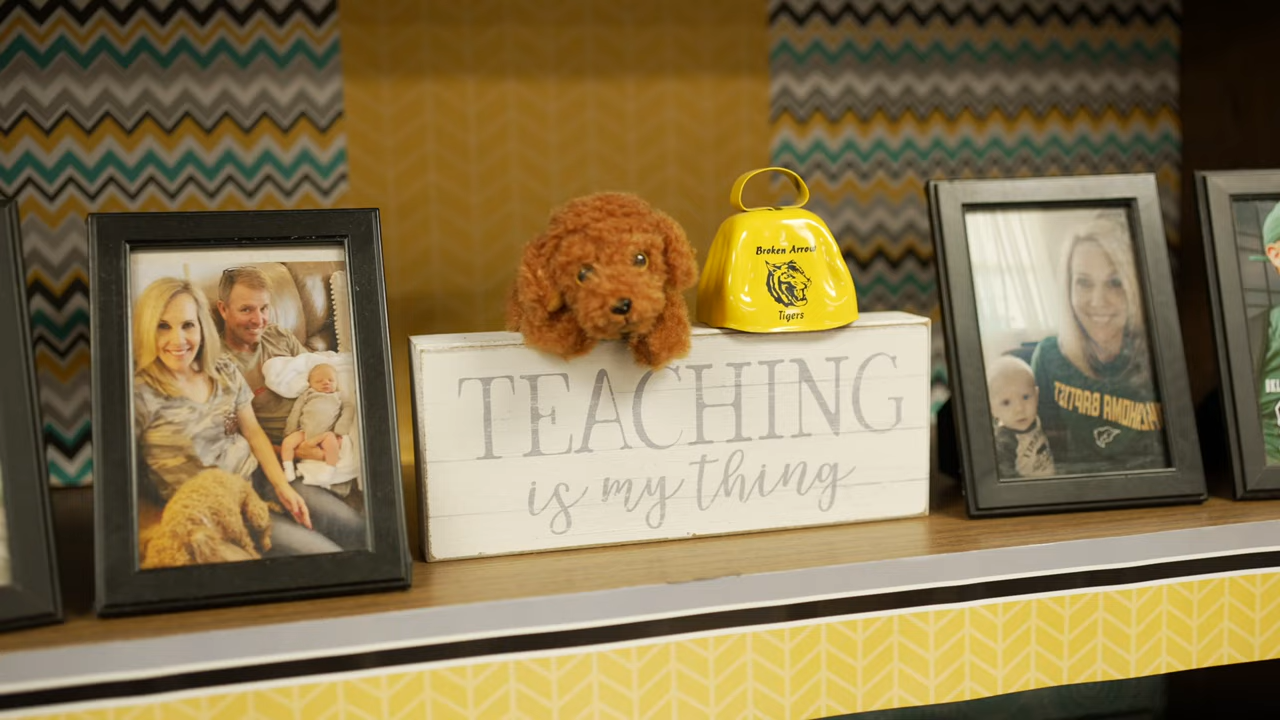 Broken Arrow
Tigers
TEACHING
is my thing
OKLAHOMA BAPTIST